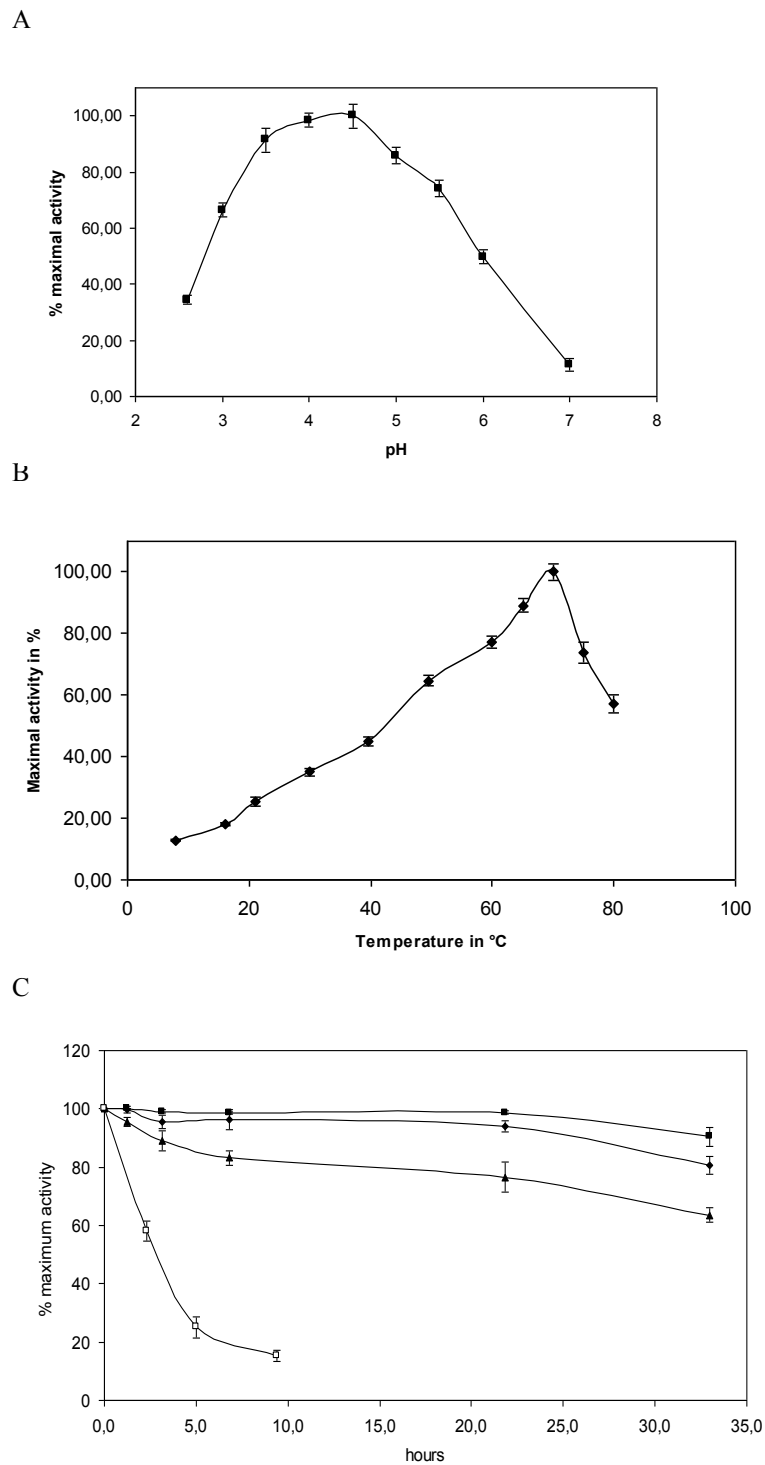 A
100,00
80,00
60,00
40,00
20,00
0,00
% maximal activity
2 3 4 5 6 7 8
pH
B
100,00
80,00
60,00
40,00
20,00
0,00
Maximal activity in %
0 20 40 60 80 100
Temperature in °C
C
120
100
80
60
40
20
0
% maximum activity
0,0 5,0 10,0 15,0 20,0 25,0 30,0 35,0
hours